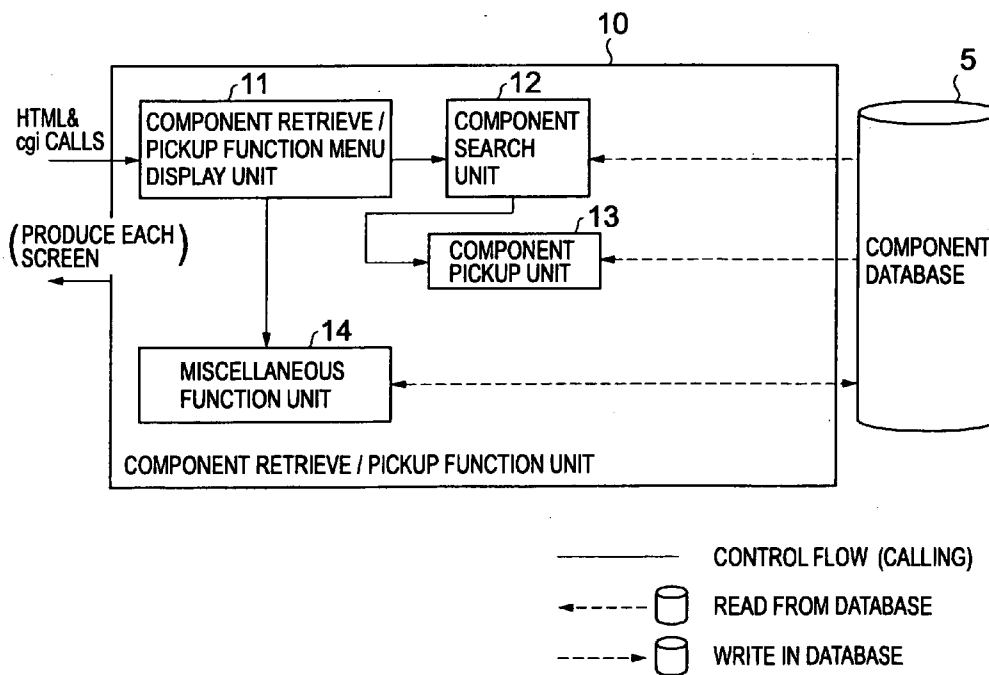 10
5
11
12
HTML&
cgi CALLS
COMPONENT RETRIEVE /
PICKUP FUNCTION MENU
DISPLAY UNIT
COMPONENT
SEARCH
UNIT
(PRODUCE EACH
SCREEN)
13
COMPONENT
PICKUP UNIT
COMPONENT
DATABASE
14
MISCELLANEOUS
FUNCTION UNIT
COMPONENT RETRIEVE / PICKUP FUNCTION UNIT
CONTROL FLOW (CALLING)
READ FROM DATABASE
WRITE IN DATABASE